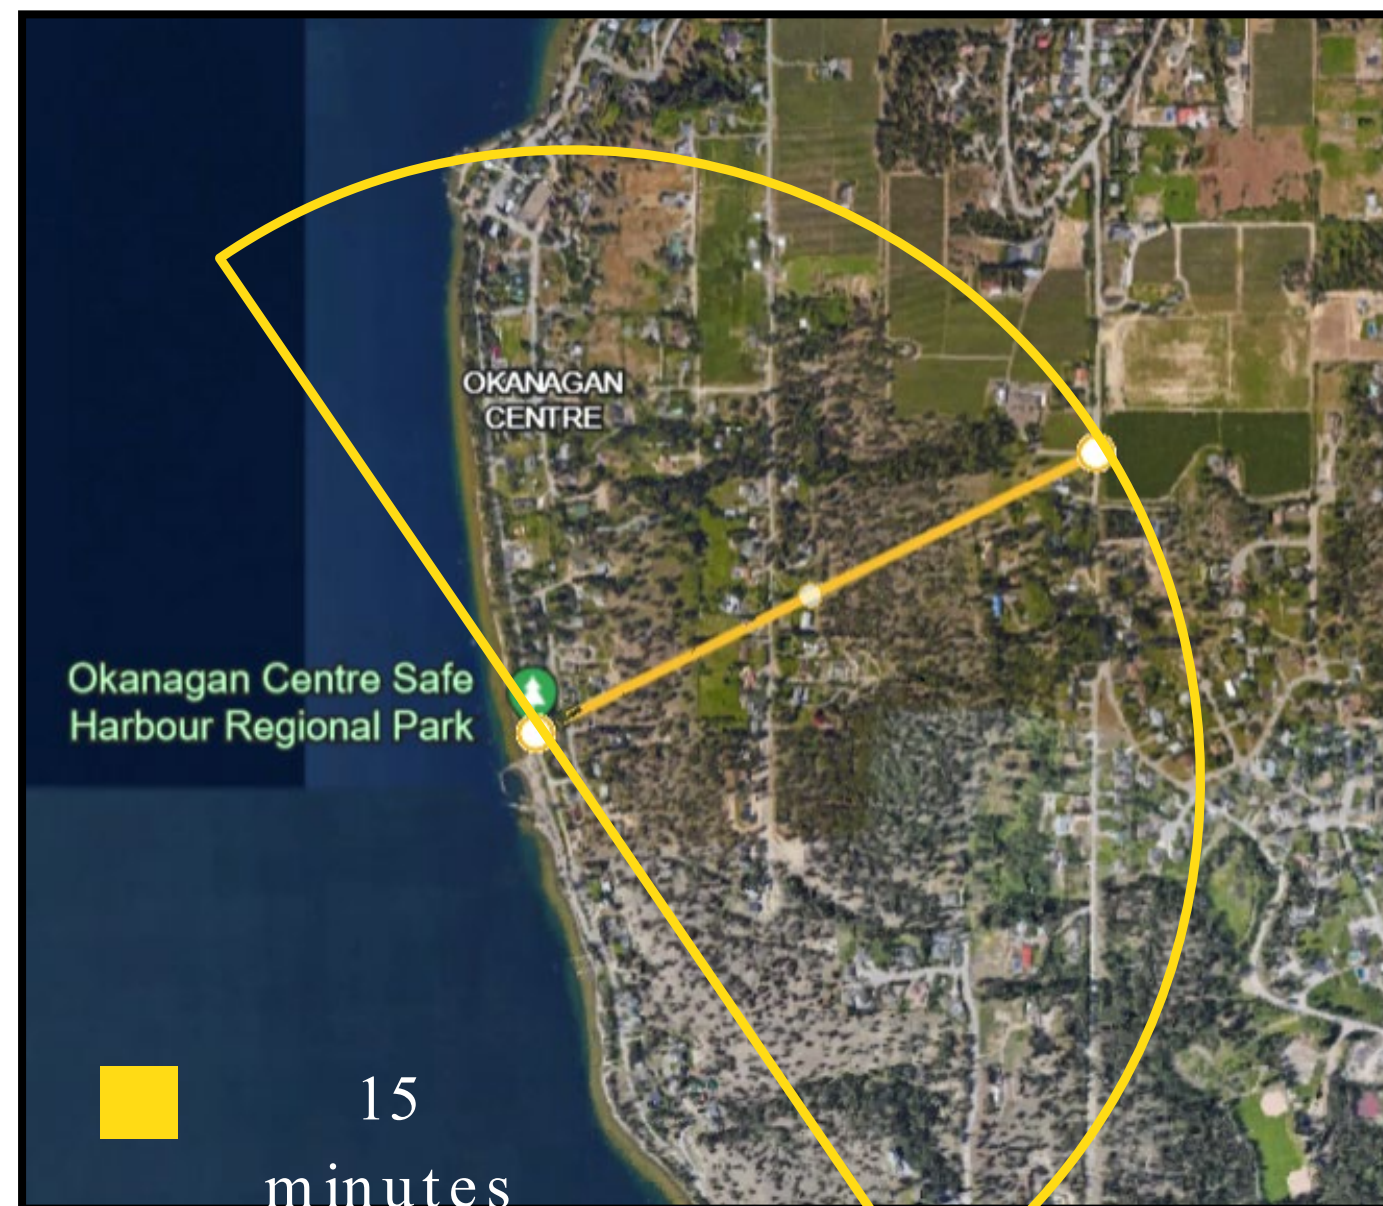 OKANAGAN
CENTRE
Okanagan Centre Safe
Harbour Regional Park
15
minutes